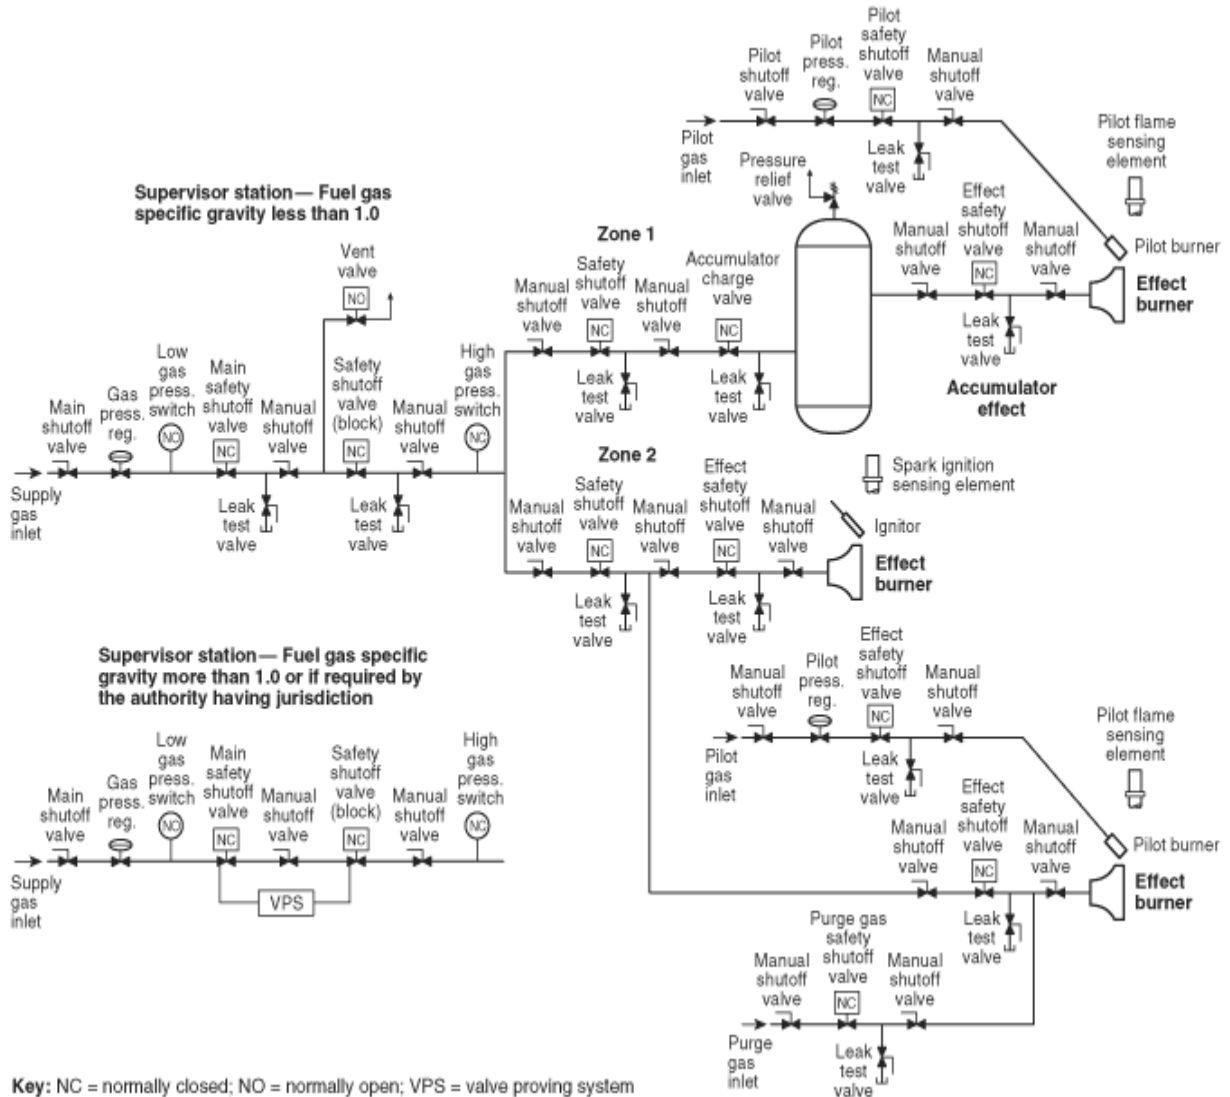 Pilot
shutoff
valve
Pilot
press.
reg.
Pilot
safety
shutoff
valve
NC
Manual
shutoff
valve
Pilot
gas
inlet
Leak
test
valve
Pilot flame
sensing
element
Pressure
relief
valve
Supervisor station— Fuel gas
specific gravity less than 1.0
Vent
valve
NO
Main
shutoff
valve
Gas
press.
reg.
Low
gas
press.
switch
NO
Main
safety
shutoff
valve
NC
Manual
shutoff
valve
Safety
shutoff
valve
(block)
NC
Manual
shutoff
valve
High
gas
press.
switch
NC
Supply
gas
inlet
Leak
test
valve
Leak
test
valve
Zone 1
Manual
shutoff
valve
Safety
shutoff
valve
NC
Manual
shutoff
valve
Accumulator
charge
valve
NC
Leak
test
valve
Leak
test
valve
Manual
shutoff
valve
Effect
safety
shutoff
valve
NC
Manual
shutoff
valve
Leak
test
valve
Pilot burner
Effect
burner
Accumulator
effect
Zone 2
Manual
shutoff
valve
Safety
shutoff
valve
NC
Manual
shutoff
valve
Effect
safety
shutoff
valve
NC
Manual
shutoff
valve
Leak
test
valve
Leak
test
valve
Spark ignition
sensing element
Ignitor
Effect
burner
Supervisor station— Fuel gas specific
gravity more than 1.0 or if required by
the authority having jurisdiction
Main
shutoff
valve
Gas
press.
reg.
Low
gas
press.
switch
NO
Main
safety
shutoff
valve
NC
Manual
shutoff
valve
Safety
shutoff
valve
(block)
NC
Manual
shutoff
valve
High
gas
press.
switch
NC
Supply
gas
inlet
VPS
Manual
shutoff
valve
Pilot
press.
reg.
Effect
safety
shutoff
valve
NC
Manual
shutoff
valve
Pilot
gas
inlet
Leak
test
valve
Pilot flame
sensing
element
Manual
shutoff
valve
Effect
safety
shutoff
valve
NC
Manual
shutoff
valve
Leak
test
valve
Pilot burner
Effect
burner
Manual
shutoff
valve
Purge gas
safety
shutoff
valve
NC
Manual
shutoff
valve
Purge
gas
inlet
Leak
test
valve
Key: NC = normally closed; NO = normally open; VPS = valve proving system